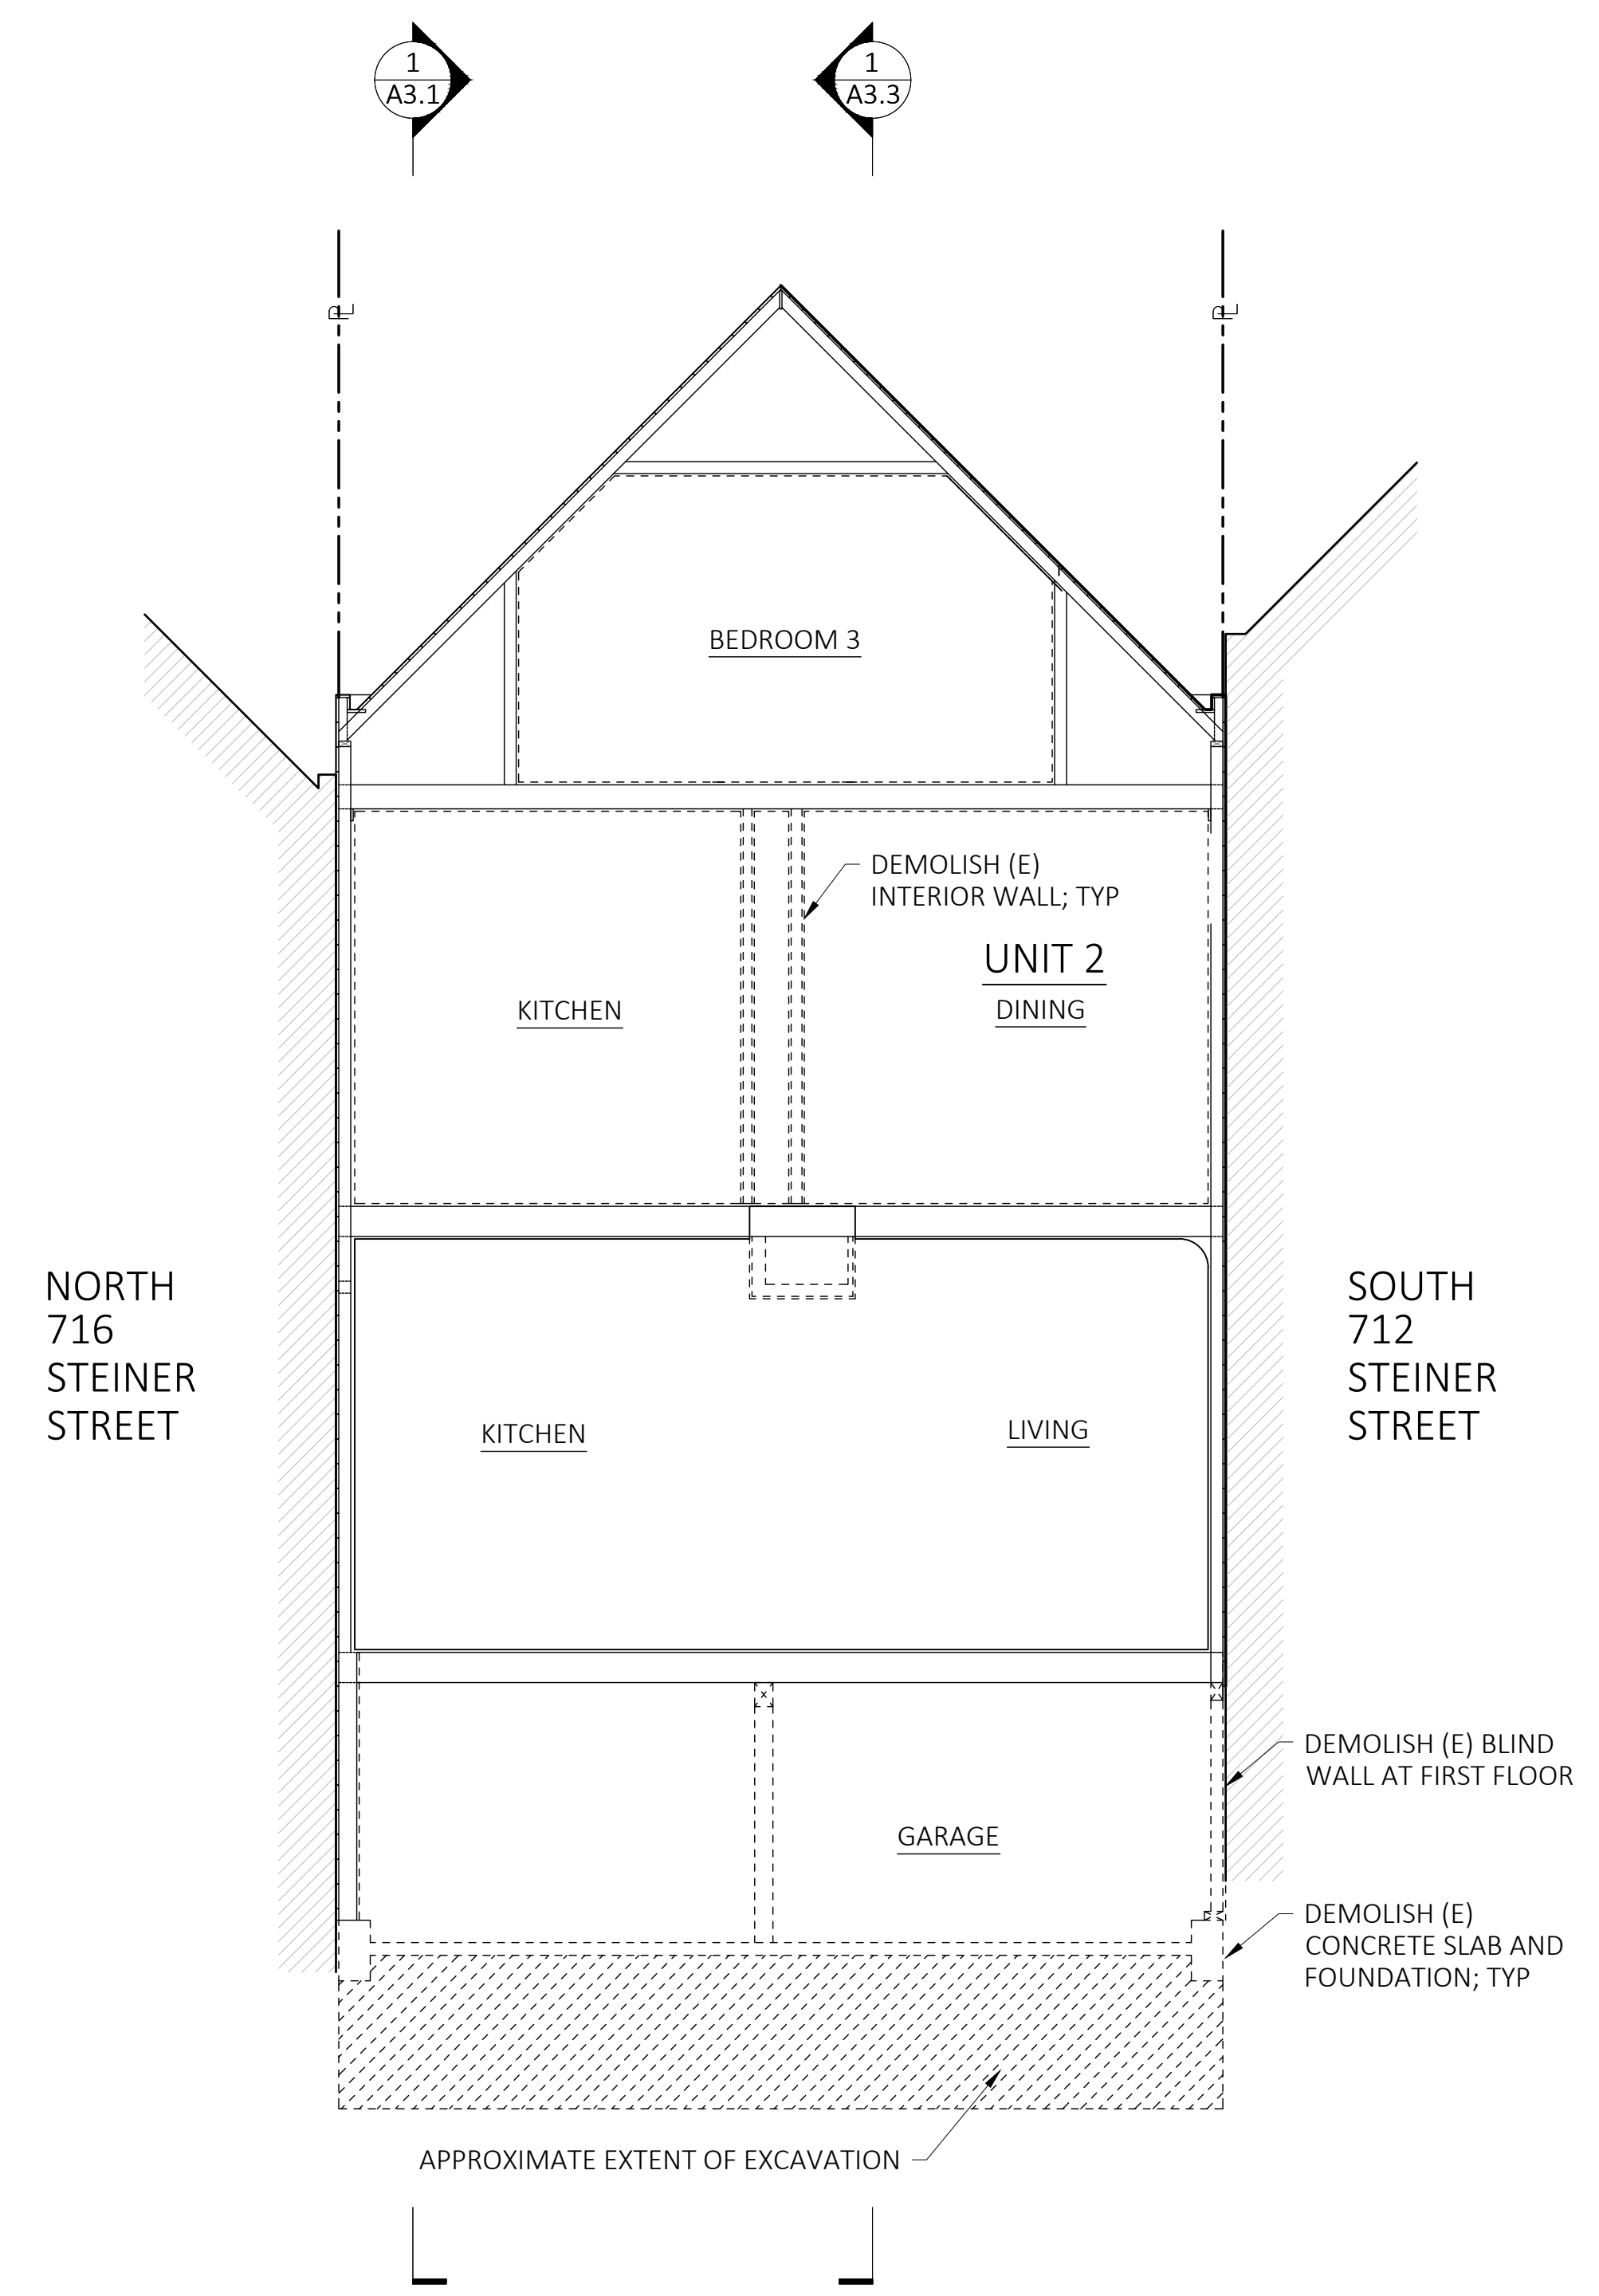 1
A3.1
1
A3.3
PL
PL
BEDROOM 3
DEMOLISH (E)
INTERIOR WALL; TYP
UNIT 2
KITCHEN
DINING
NORTH
716
STEINER
STREET
SOUTH
712
STEINER
STREET
KITCHEN
LIVING
DEMOLISH (E) BLIND
WALL AT FIRST FLOOR
GARAGE
DEMOLISH (E)
CONCRETE SLAB AND
FOUNDATION; TYP
APPROXIMATE EXTENT OF EXCAVATION